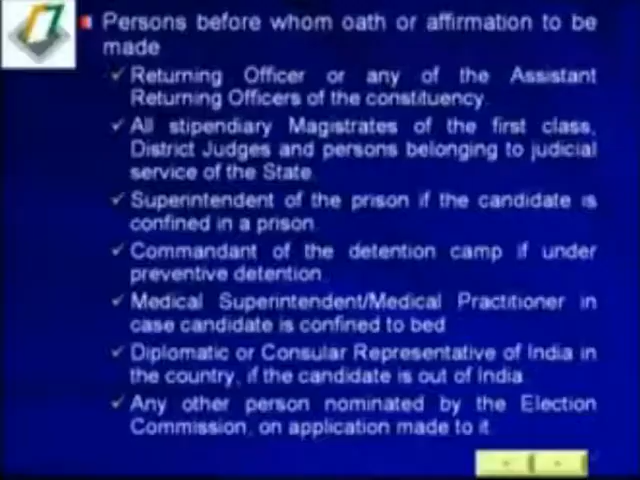 Persons before whom oath or affirmation to be
made
Returning Officer or any of the Assistant
Returning Officers of the constituency.
All stipendiary Magistrates of the first class,
District Judges and persons belonging to judicial
service of the State.
Superintendent of the prison if the candidate is
confined in a prison.
Commandant of the detention camp if under
preventive detention.
Medical Superintendent/Medical Practitioner in
case candidate is confined to bed
Diplomatic or Consular Representative of India in
the country, if the candidate is out of India.
Any other person nominated by the Election
Commission, on application made to it.